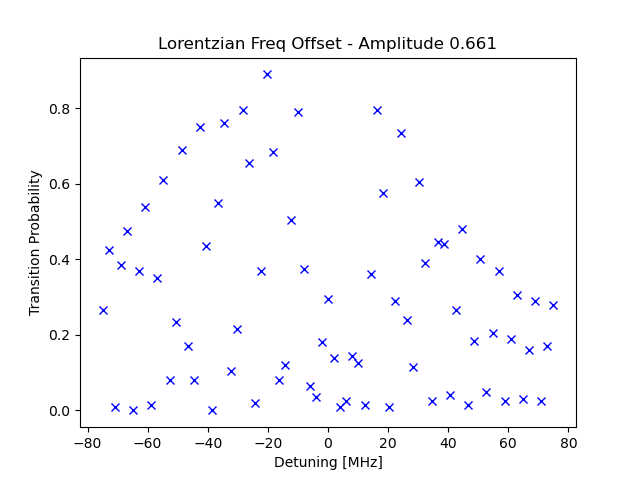 Lorentzian Freq Offset - Amplitude 0.661
Transition Probability
0.8
0.6
0.4
0.2
0.0
−80 −60 −40 −20 0 20 40 60 80
Detuning [MHz]